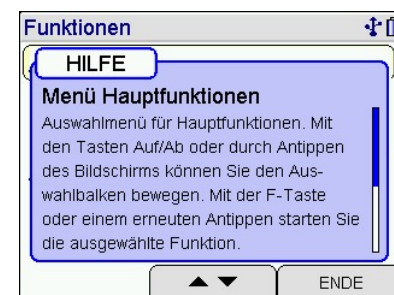 Funktionen
HILFE
Menü Hauptfunktionen
Auswahlmenü für Hauptfunktionen. Mit
den Tasten Auf/Ab oder durch Antippen
des Bildschirms können Sie den Aus-
wahlbalken bewegen. Mit der F-Taste
oder einem erneuten Antippen starten Sie
die ausgewählte Funktion.
ENDE